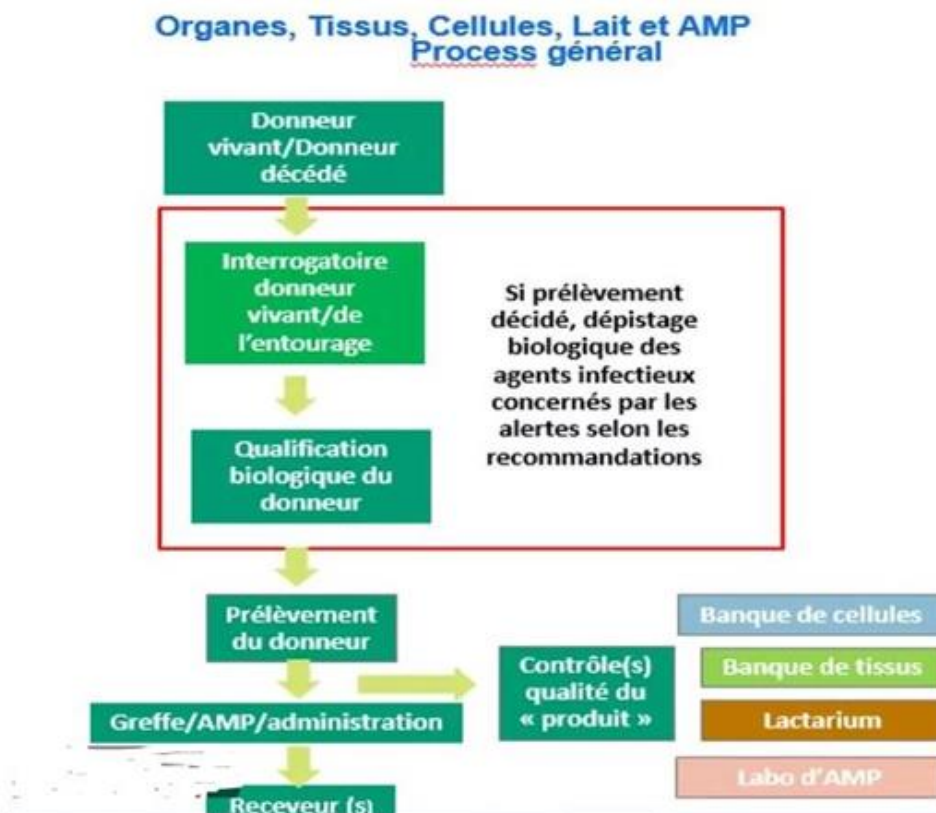 Organes, Tissus, Cellules, Lait et AMP
Process général
Donneur
vivant/Donneur
décédé
Interrogatoire
donneur
vivant/de
l'entourage
Si prélèvement
décidé, dépistage
biologique des
agents infectieux
concernés par les
alertes selon les
recommandations
Qualification
biologique du
donneur
Prélèvement
du donneur
Contrôle(s)
qualité du
« produit »
Banque de cellules
Banque de tissus
Lactarium
Labo d'AMP
Greffe/AMP/administration
Receveur (s)